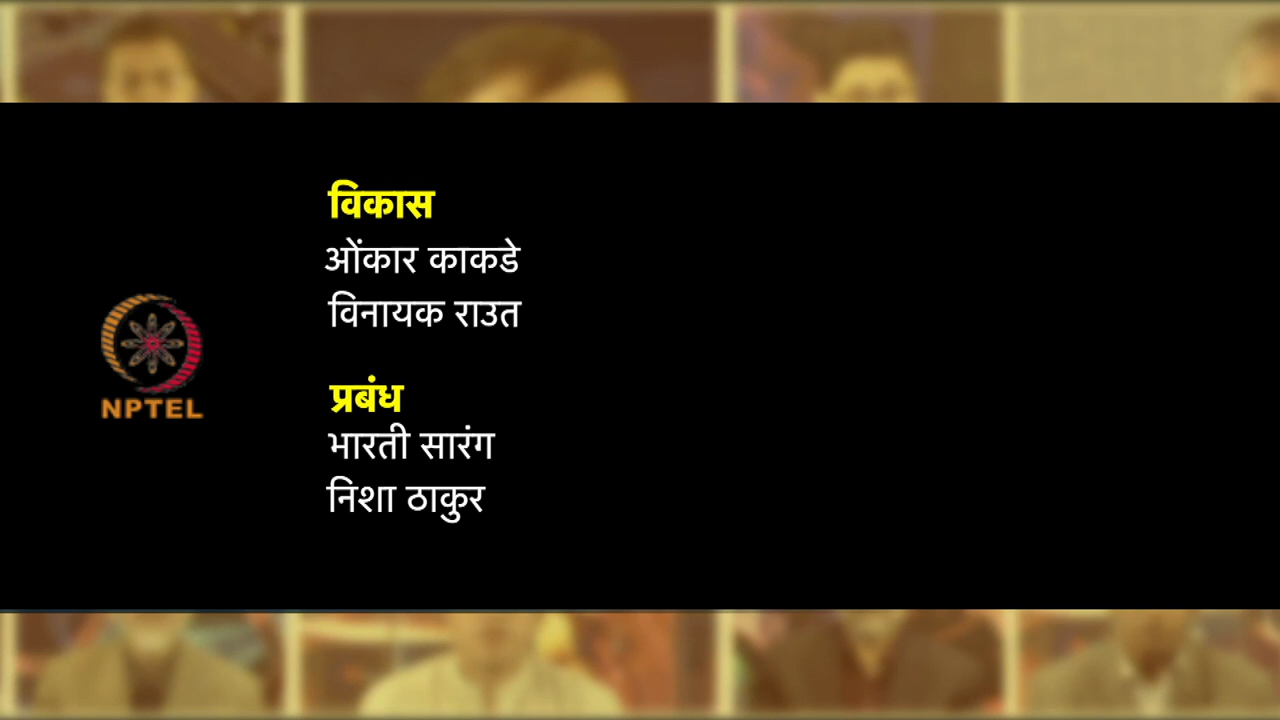 विकास
ओंकार काकडे
विनायक राउत
NPTEL
प्रबंध
भारती सारंग
निशा ठाकुर